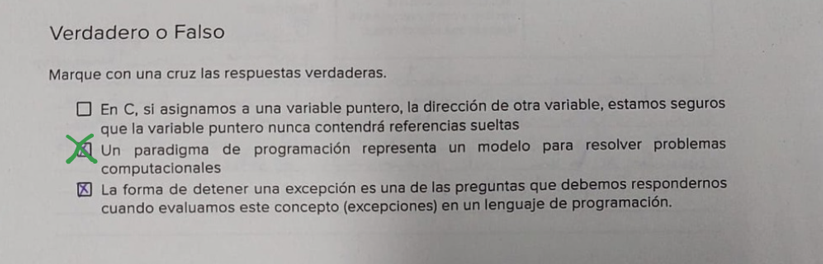 Verdadero o Falso
Marque con una cruz las respuestas verdaderas.
En C, si asignamos a una variable puntero, la dirección de otra variable, estamos seguros
que la variable puntero nunca contendrá referencias sueltas
Un paradigma de programación representa un modelo para resolver problemas
computacionales
La forma de detener una excepción es una de las preguntas que debemos respondernos
cuando evaluamos este concepto (excepciones) en un lenguaje de programación.